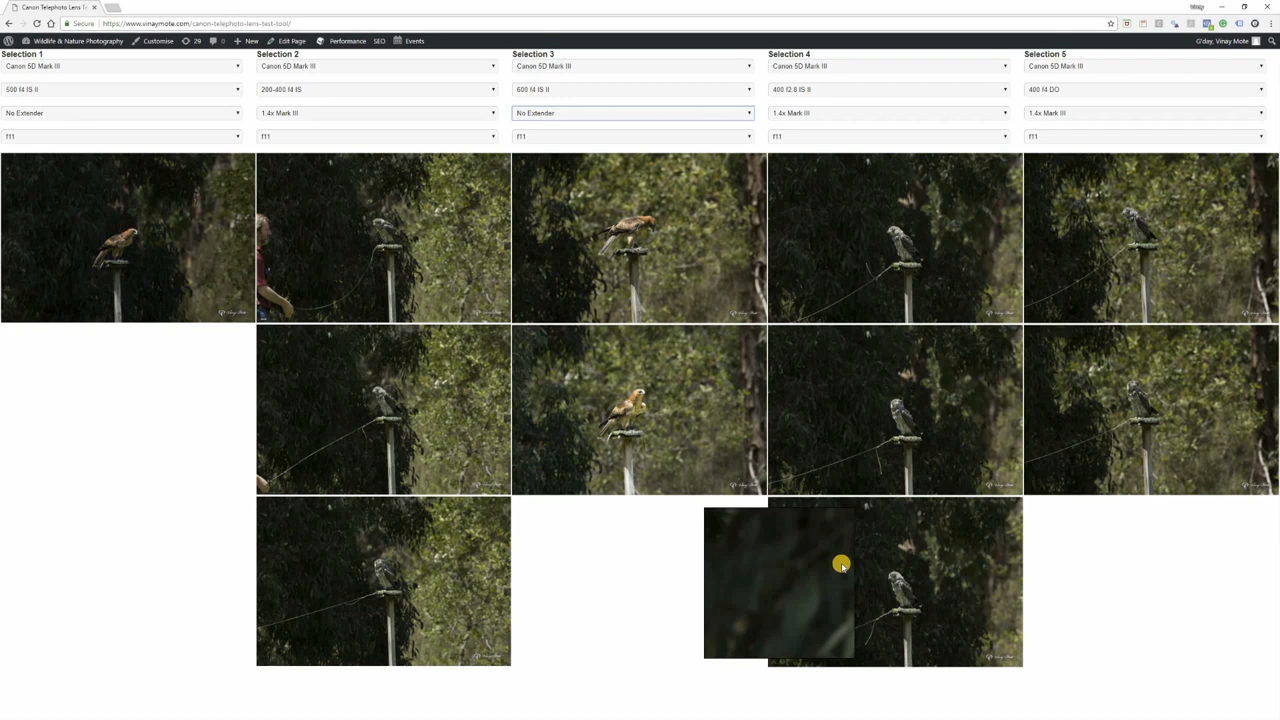 Canon Telephoto Lens T
Vinay
Secure
https://www.vinaymote.com/canon-telephoto-lens-test-tool/
Wildlife & Nature Photography
Customise
29
0
New
Edit Page
Performance
SEO
Events
G'day, Vinay Mote
Selection 1
Selection 2
Selection 3
Selection 4
Selection 5
Canon 5D Mark III
Canon 5D Mark III
Canon 5D Mark III
Canon 5D Mark III
Canon 5D Mark III
500 f4 IS II
200-400 f4 IS
600 f4 IS II
400 f2.8 IS II
400 f4 DO
No Extender
1.4x Mark III
No Extender
1.4x Mark III
1.4x Mark III
f11
f11
f11
f11
f11